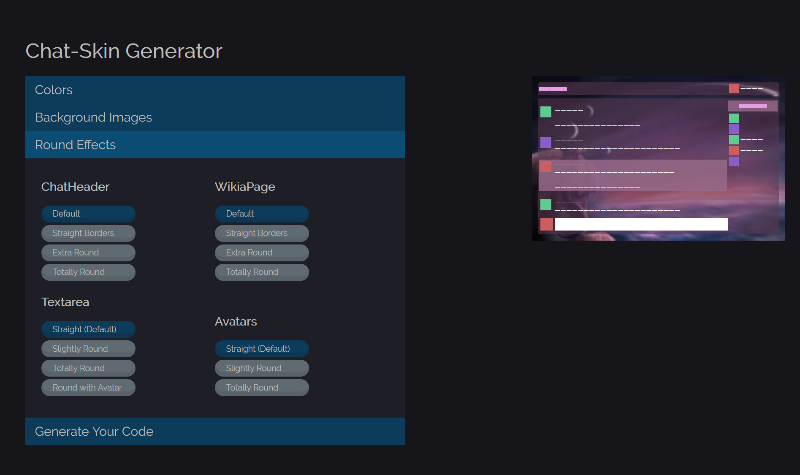 Chat-Skin Generator
Colors
Background Images
Round Effects
ChatHeader
Default
Straight Borders
Extra Round
Totally Round
WikiaPage
Default
Straight Borders
Extra Round
Totally Round
Textarea
Straight (Default)
Slightly Round
Totally Round
Round with Avatar
Avatars
Straight (Default)
Slightly Round
Totally Round
Generate Your Code